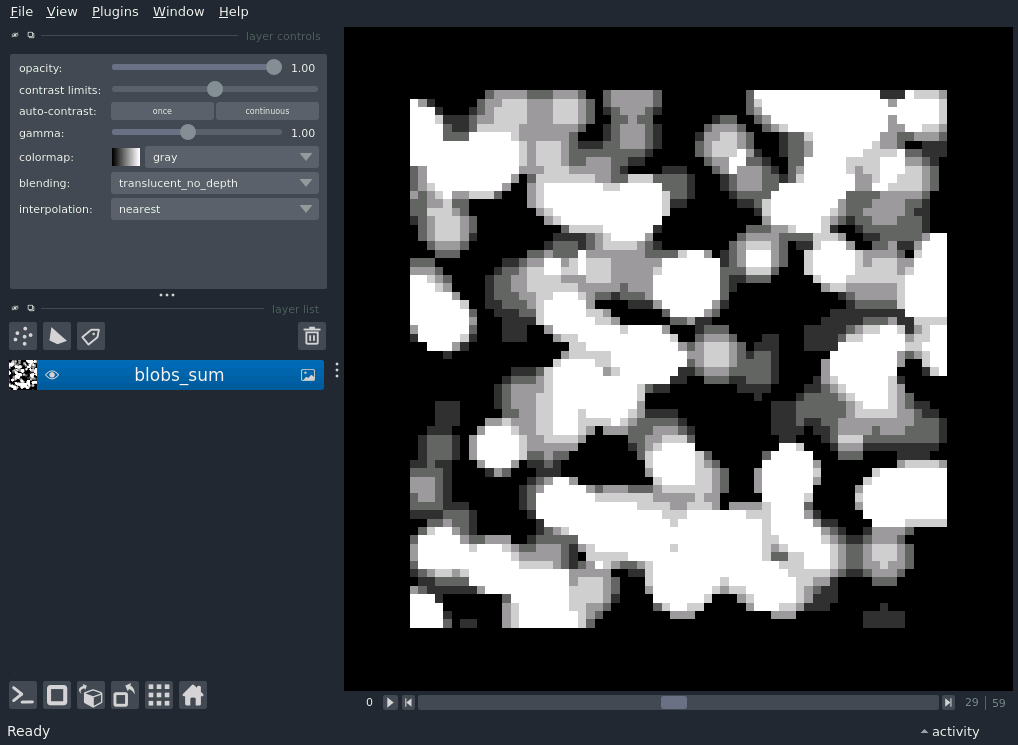 File View Plugins Window Help
layer controls
opacity: 1.00
contrast limits:
auto-contrast: once continuous
gamma: 1.00
colormap: gray
blending: translucent_no_depth
interpolation: nearest
layer list
blobs_sum
0 29 59
Ready activity